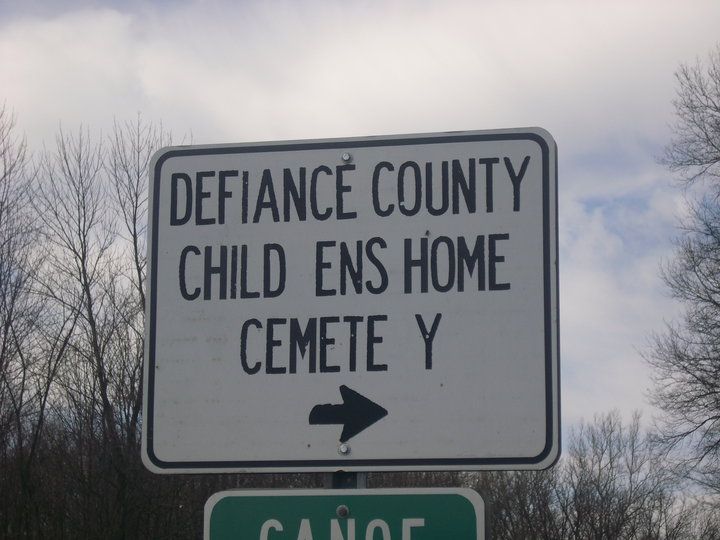 DEFIANCE COUNTY
CHILD ENS HOME
CEMETE Y
CANOE